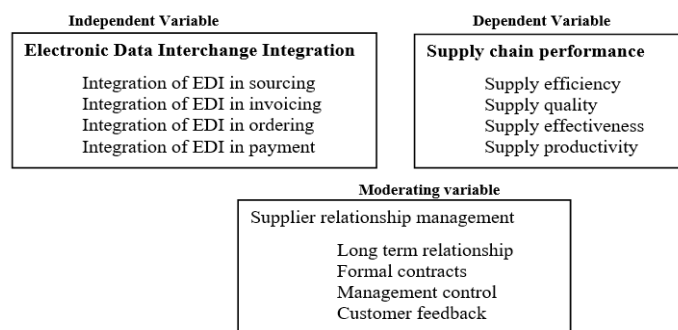 Independent Variable
Electronic Data Interchange Integration
Integration of EDI in sourcing
Integration of EDI in invoicing
Integration of EDI in ordering
Integration of EDI in payment
Dependent Variable
Supply chain performance
Supply efficiency
Supply quality
Supply effectiveness
Supply productivity
Moderating variable
Supplier relationship management
Long term relationship
Formal contracts
Management control
Customer feedback